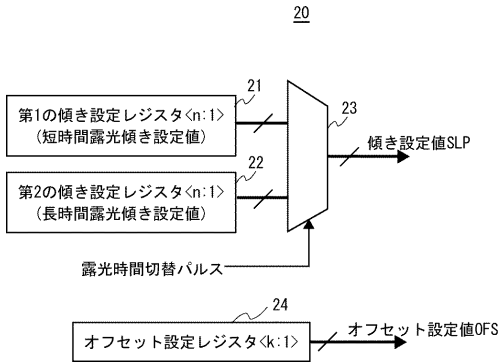 20
21
第1の傾き設定レジスタ<n:1>
(短時間露光傾き設定値)
23
傾き設定値SLP
22
第2の傾き設定レジスタ<n:1>
(長時間露光傾き設定値)
露光時間切替パルス
24
オフセット設定レジスタ<k:1>
オフセット設定値OFS